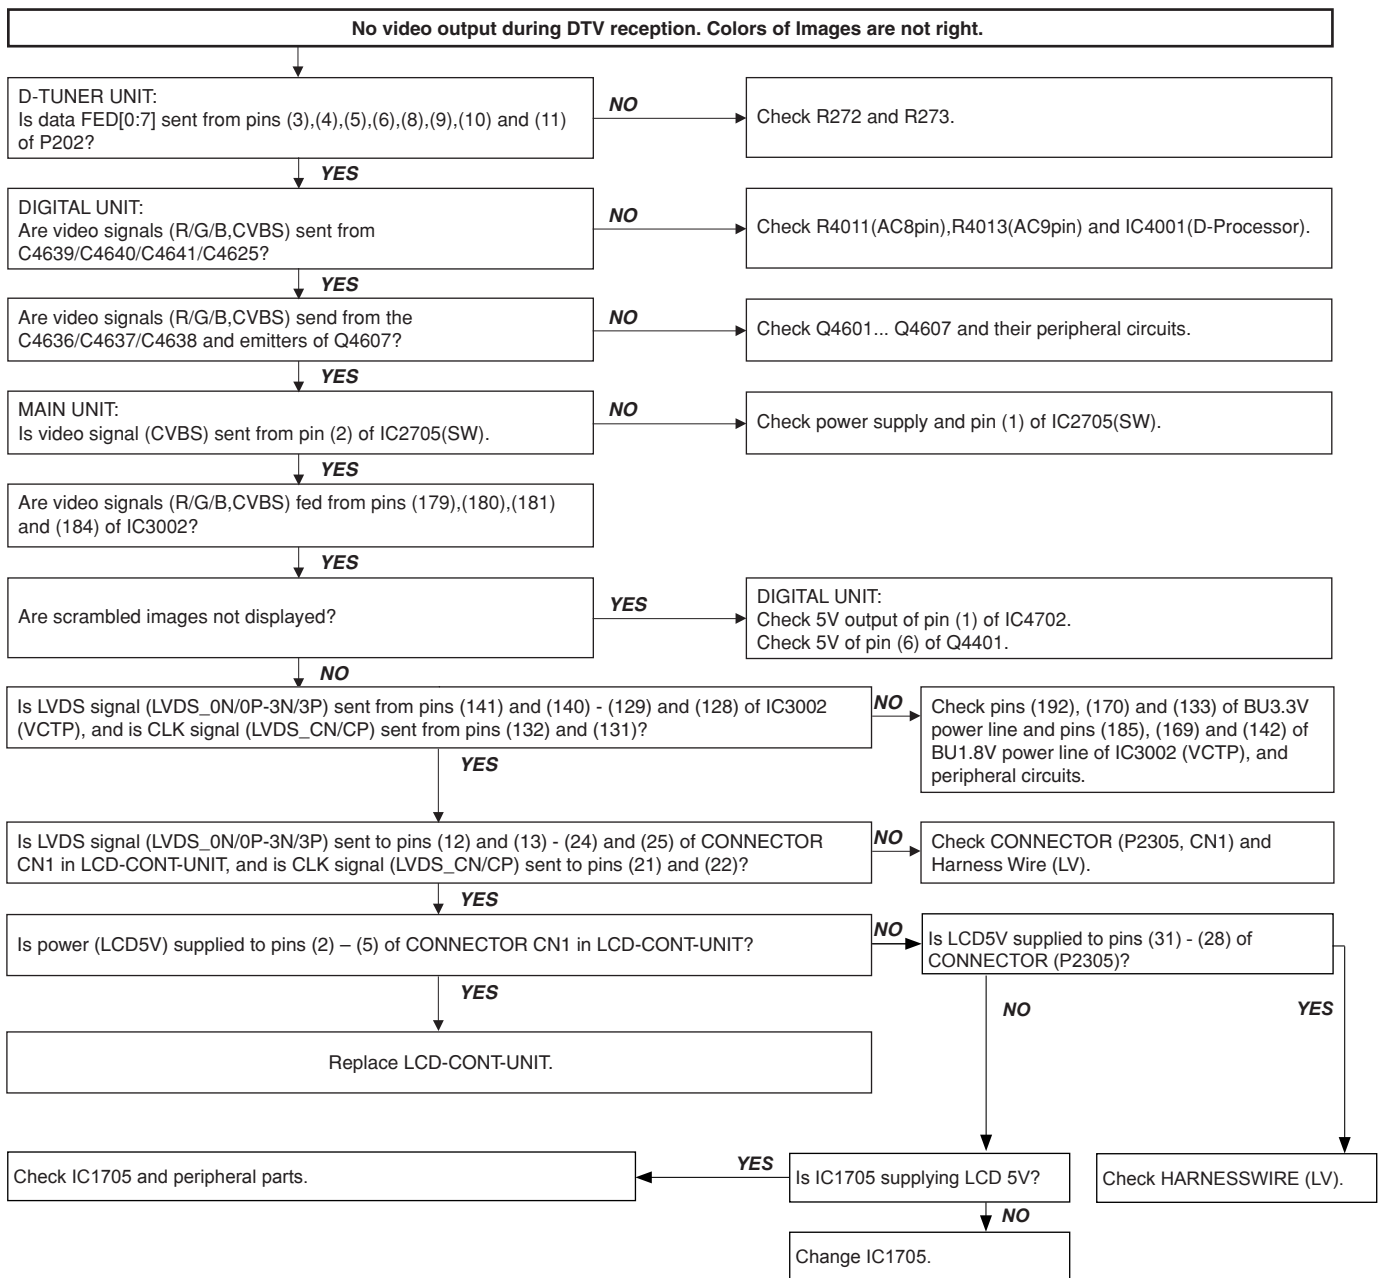 No video output during DTV reception. Colors of Images are not right.
D-TUNER UNIT:
Is data FED[0:7] sent from pins (3),(4),(5),(6),(8),(9),(10) and (11)
of P202?
NO
Check R272 and R273.
YES
DIGITAL UNIT:
Are video signals (R/G/B,CVBS) sent from
C4639/C4640/C4641/C4625?
NO
Check R4011(AC8pin),R4013(AC9pin) and IC4001(D-Processor).
YES
Are video signals (R/G/B,CVBS) send from the
C4636/C4637/C4638 and emitters of Q4607?
NO
Check Q4601... Q4607 and their peripheral circuits.
YES
MAIN UNIT:
Is video signal (CVBS) sent from pin (2) of IC2705(SW).
NO
Check power supply and pin (1) of IC2705(SW).
YES
Are video signals (R/G/B,CVBS) fed from pins (179),(180),(181)
and (184) of IC3002?
YES
Are scrambled images not displayed?
YES
DIGITAL UNIT:
Check 5V output of pin (1) of IC4702.
Check 5V of pin (6) of Q4401.
NO
Is LVDS signal (LVDS_0N/0P-3N/3P) sent from pins (141) and (140) - (129) and (128) of IC3002
(VCTP), and is CLK signal (LVDS_CN/CP) sent from pins (132) and (131)?
NO
Check pins (192), (170) and (133) of BU3.3V
power line and pins (185), (169) and (142) of
BU1.8V power line of IC3002 (VCTP), and
peripheral circuits.
YES
Is LVDS signal (LVDS_0N/0P-3N/3P) sent to pins (12) and (13) - (24) and (25) of CONNECTOR
CN1 in LCD-CONT-UNIT, and is CLK signal (LVDS_CN/CP) sent to pins (21) and (22)?
NO
Check CONNECTOR (P2305, CN1) and
Harness Wire (LV).
YES
Is power (LCD5V) supplied to pins (2) – (5) of CONNECTOR CN1 in LCD-CONT-UNIT?
NO
Is LCD5V supplied to pins (31) - (28) of
CONNECTOR (P2305)?
YES
NO
YES
Replace LCD-CONT-UNIT.
Check IC1705 and peripheral parts.
YES
Is IC1705 supplying LCD 5V?
Check HARNESSWIRE (LV).
NO
Change IC1705.